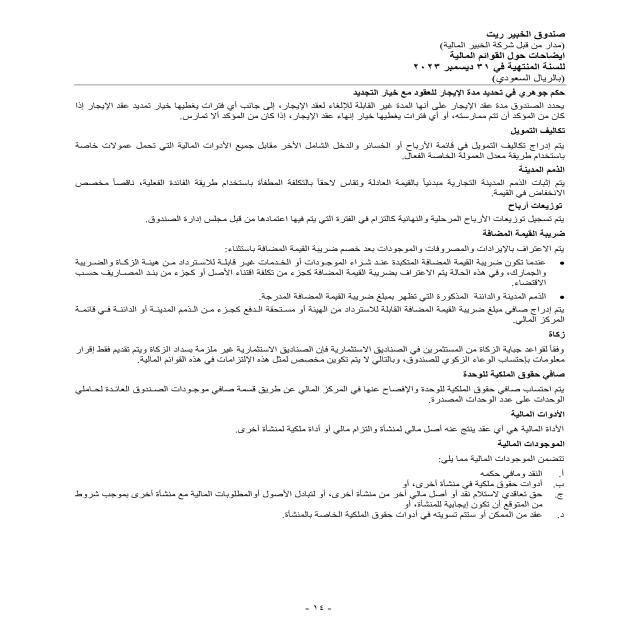 صندوق الخبير ريت
(مدار من قبل شركة الخبير المالية)
إيضاحات حول القوائم المالية
للسنة المنتهية في ٣١ ديسمبر ٢٠٢٣
(بالريال السعودي)
حكم جوهري في تحديد مدة الإيجار للعقود مع خيار التجديد
يحدد الصندوق مدة عقد الإيجار على أنها المدة غير القابلة للإلغاء لعقد الإيجار، إلى جانب أي فترات يغطيها خيار تمديد عقد الإيجار إذا
كان من المؤكد أن تتم ممارسته، أو أي فترات يغطيها خيار إنهاء عقد الإيجار، إذا كان من المؤكد ألا تمارس.
تكاليف التمويل
يتم إدراج تكاليف التمويل في قائمة الأرباح أو الخسائر والدخل الشامل الآخر مقابل جميع الأدوات المالية التي تحمل عمولات خاصة
باستخدام طريقة معدل العمولة الخاصة الفعال.
الذمم المدينة
يتم إثبات الذمم المدينة التجارية مبدئياً بالقيمة العادلة وتقاس لاحقاً بالتكلفة المطفأة باستخدام طريقة الفائدة الفعلية، ناقصاً مخصص
الانخفاض في القيمة.
توزيعات أرباح
يتم تسجيل توزيعات الأرباح المرحلية والنهائية كالتزام في الفترة التي يتم فيها اعتمادها من قبل مجلس إدارة الصندوق.
ضريبة القيمة المضافة
يتم الاعتراف بالإيرادات والمصروفات والموجودات بعد خصم ضريبة القيمة المضافة باستثناء:
• عندما تكون ضريبة القيمة المضافة المتكبدة عند شراء الموجودات أو الخدمات غير قابلة للاسترداد من هيئة الزكاة والضريبة
والجمارك، وفي هذه الحالة يتم الاعتراف بضريبة القيمة المضافة كجزء من تكلفة اقتناء الأصل أو كجزء من بند المصاريف حسب
الاقتضاء.
• الذمم المدينة والدائنة المذكورة التي تظهر بمبلغ ضريبة القيمة المضافة المدرجة.
يتم إدراج صافي مبلغ ضريبة القيمة المضافة القابلة للاسترداد من الهيئة أو مستحقة الدفع كجزء من الذمم المدينة أو الدائنة في قائمة
المركز المالي.
زكاة
وفقاً لقواعد جباية الزكاة من المستثمرين في الصناديق الاستثمارية فإن الصناديق الاستثمارية غير ملزمة بسداد الزكاة ويتم تقديم فقط إقرار
معلومات بإحتساب الوعاء الزكوي للصندوق، وبالتالي لا يتم تكوين مخصص لمثل هذه الإلتزامات في هذه القوائم المالية.
صافي حقوق الملكية للوحدة
يتم احتساب صافي حقوق الملكية للوحدة والإفصاح عنها في المركز المالي عن طريق قسمة صافي موجودات الصندوق العائدة لحاملي
الوحدات على عدد الوحدات المصدرة.
الأدوات المالية
الأداة المالية هي أي عقد ينتج عنه أصل مالي لمنشأة والتزام مالي أو أداة ملكية لمنشأة أخرى.
الموجودات المالية
تتضمن الموجودات المالية مما يلي:
أ. النقد ومافي حكمه
ب. أدوات حقوق ملكية في منشأة أخرى، أو
ج. حق تعاقدي لاستلام نقد أو أصل مالي آخر من منشأة أخرى، أو لتبادل الأصول أوالمطلوبات المالية مع منشأة أخرى بموجب شروط
من المتوقع أن تكون إيجابية للمنشأة، أو
د. عقد من الممكن أو ستتم تسويته في أدوات حقوق الملكية الخاصة بالمنشأة.
- ١٤ -